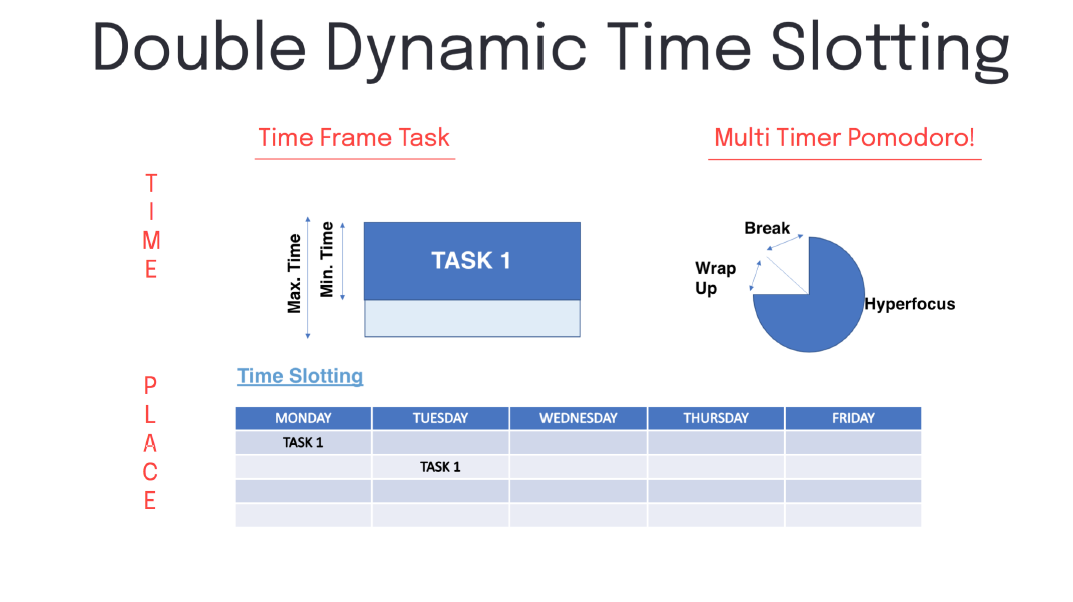 Double Dynamic Time Slotting
Time Frame Task
Multi Timer Pomodoro!
T
I
M
E
Max. Time
Min. Time
TASK 1
Break
Wrap
Up
Hyperfocus
P
L
A
C
E
Time Slotting
MONDAY TUESDAY WEDNESDAY THURSDAY FRIDAY
TASK 1
TASK 1